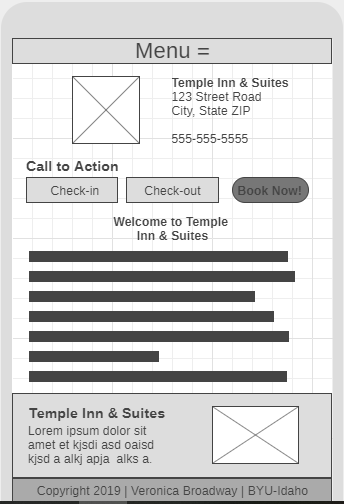 Menu =
Temple Inn & Suites
123 Street Road
City, State ZIP
555-555-5555
Call to Action
Check-in
Check-out
Book Now!
Welcome to Temple
Inn & Suites
Temple Inn & Suites
Lorem ipsum dolor sit
amet et kjsdi asd oaisd
kjsd a alkj apja  alks a.
Copyright 2019 | Veronica Broadway | BYU-Idaho